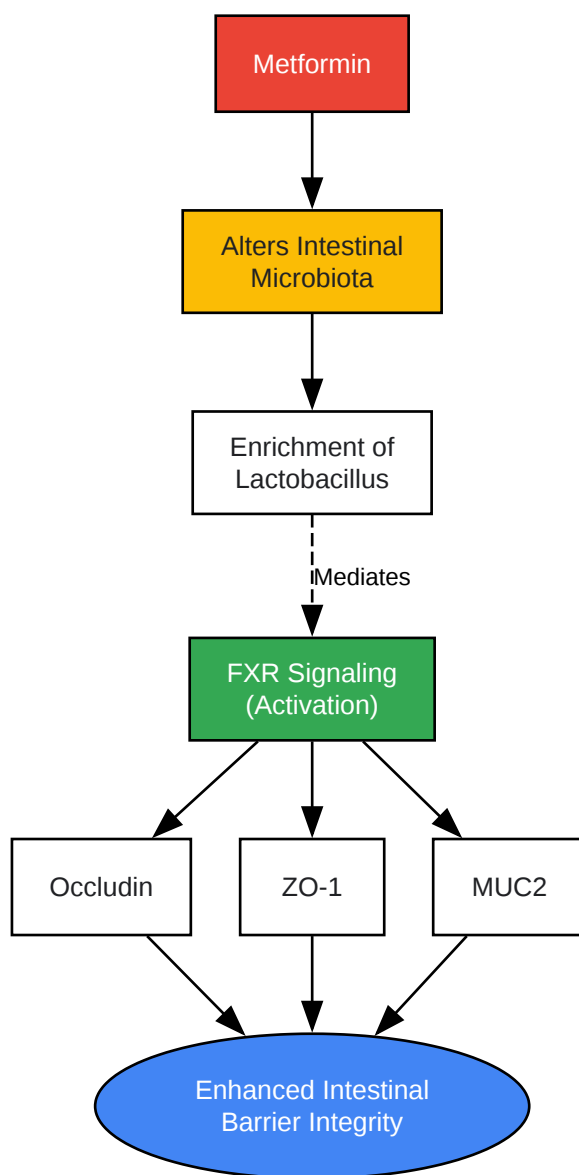 Metformin
Alters Intestinal
Microbiota
Enrichment of
Lactobacillus
Mediates
FXR Signaling
(Activation)
Occludin
ZO-1
MUC2
Enhanced Intestinal
Barrier Integrity